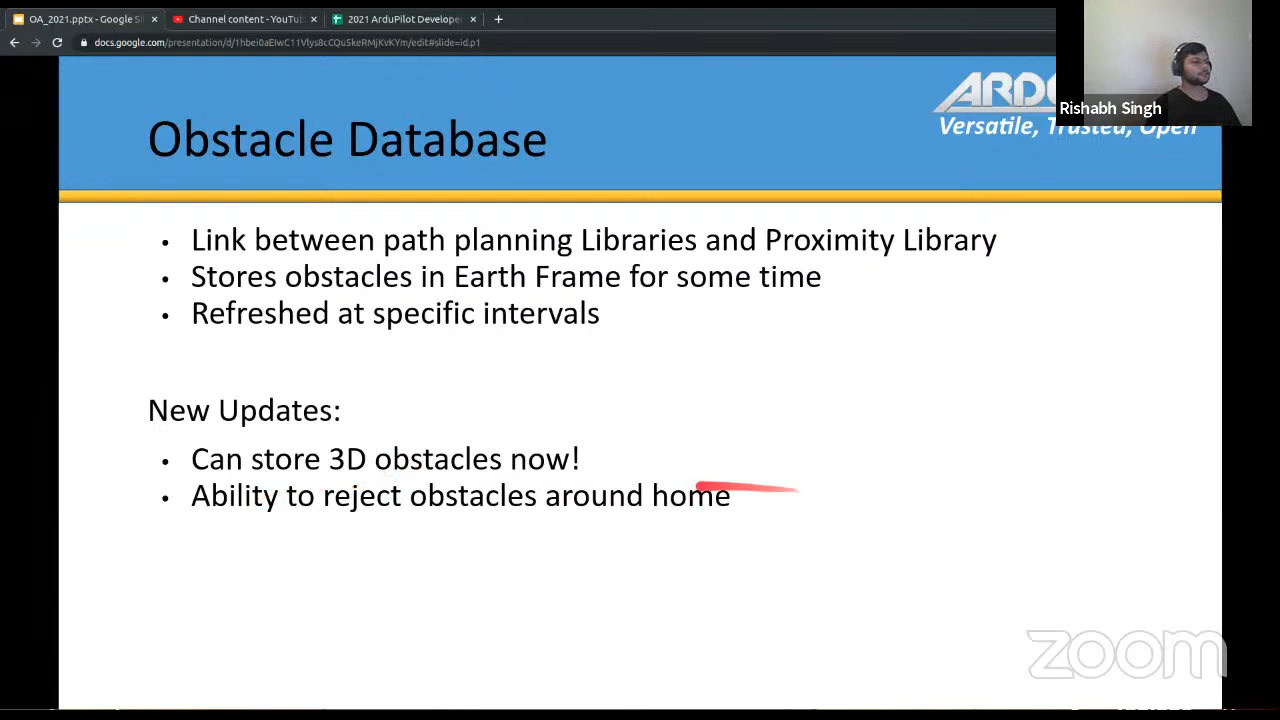 OA_2021.pptx - Google Sli
Channel content - YouTub
2021 ArduPilot Develope
docs.google.com/presentation/d/1hbei0aEIwC11Vlys8cCQu5keRMjKvKYm/edit#slide=id.p1
Rishabh Singh
Versatile, Trusted, Open
Obstacle Database
• Link between path planning Libraries and Proximity Library
• Stores obstacles in Earth Frame for some time
• Refreshed at specific intervals
New Updates:
• Can store 3D obstacles now!
• Ability to reject obstacles around home
zoom